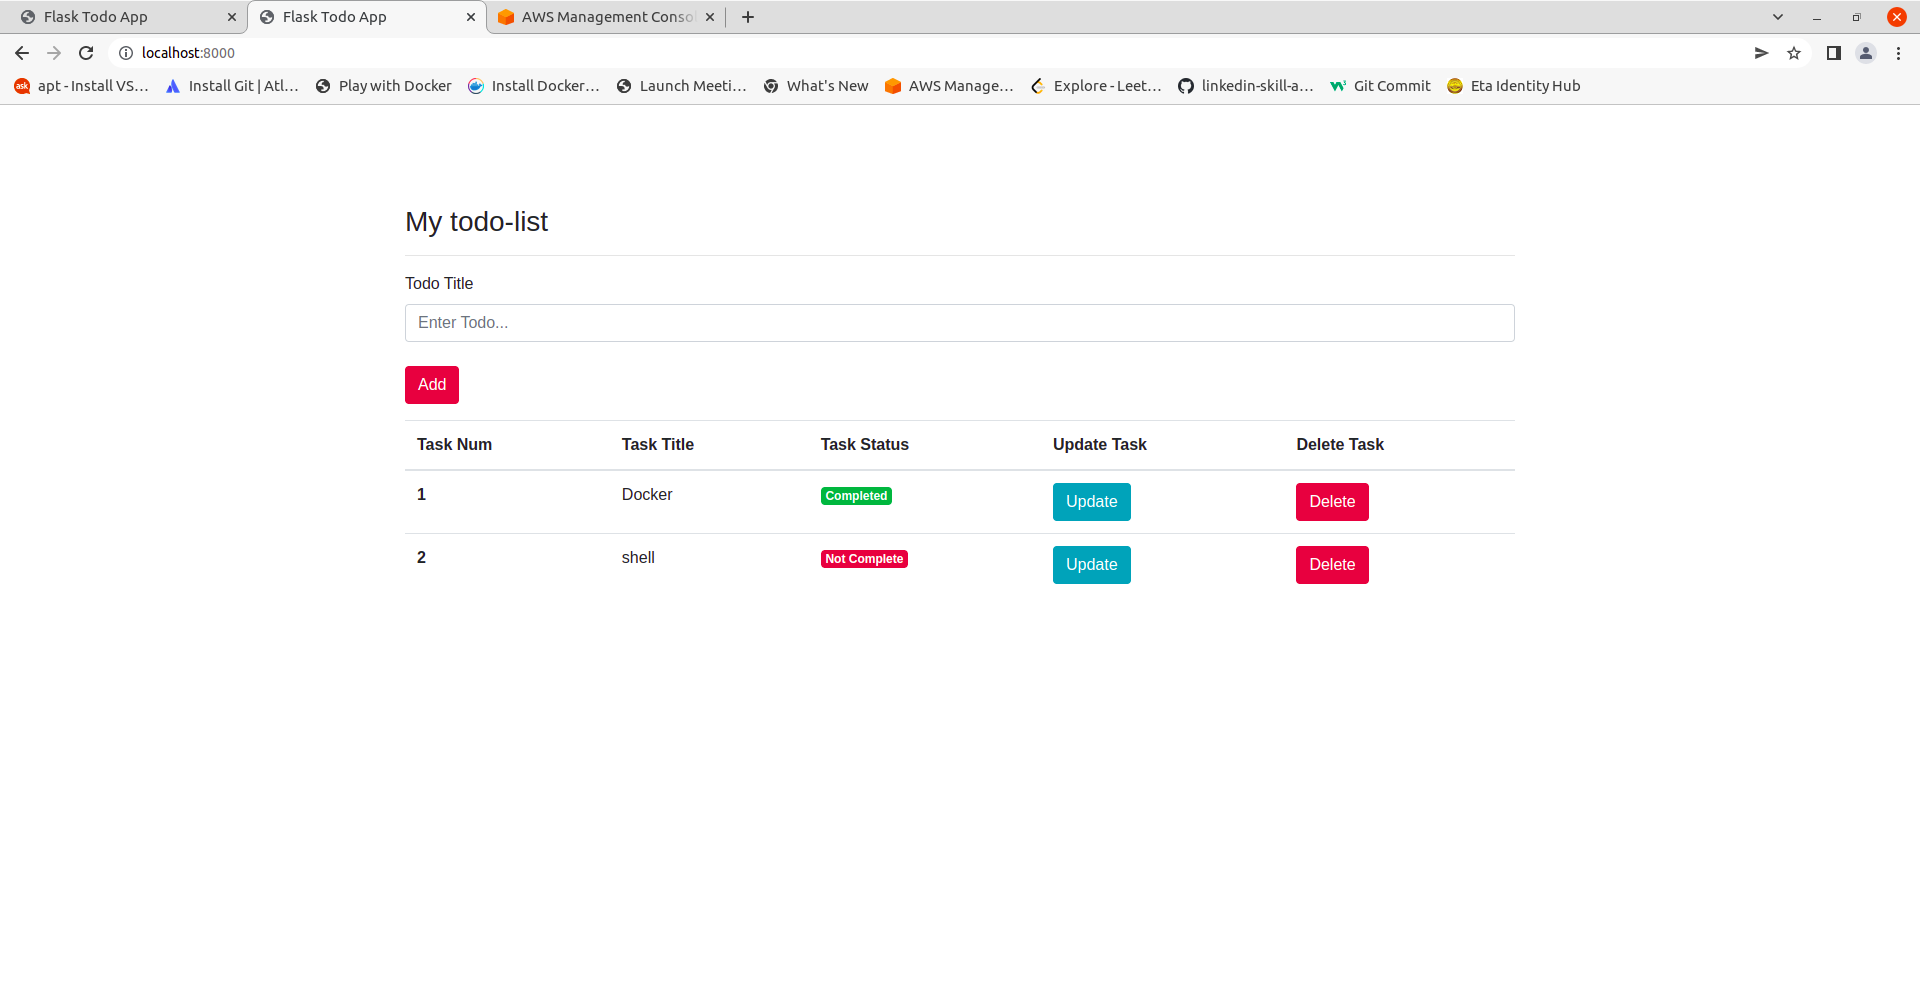 Flask Todo App Flask Todo App AWS Management Conso
localhost:8000
apt - Install VS... Install Git | Atl... Play with Docker Install Docker... Launch Meeti... What's New AWS Manage... Explore - Leet... linkedin-skill-a... Git Commit Eta Identity Hub
My todo-list
Todo Title
Enter Todo...
Add
Task Num Task Title Task Status Update Task Delete Task
1 Docker Completed Update Delete
2 shell Not Complete Update Delete